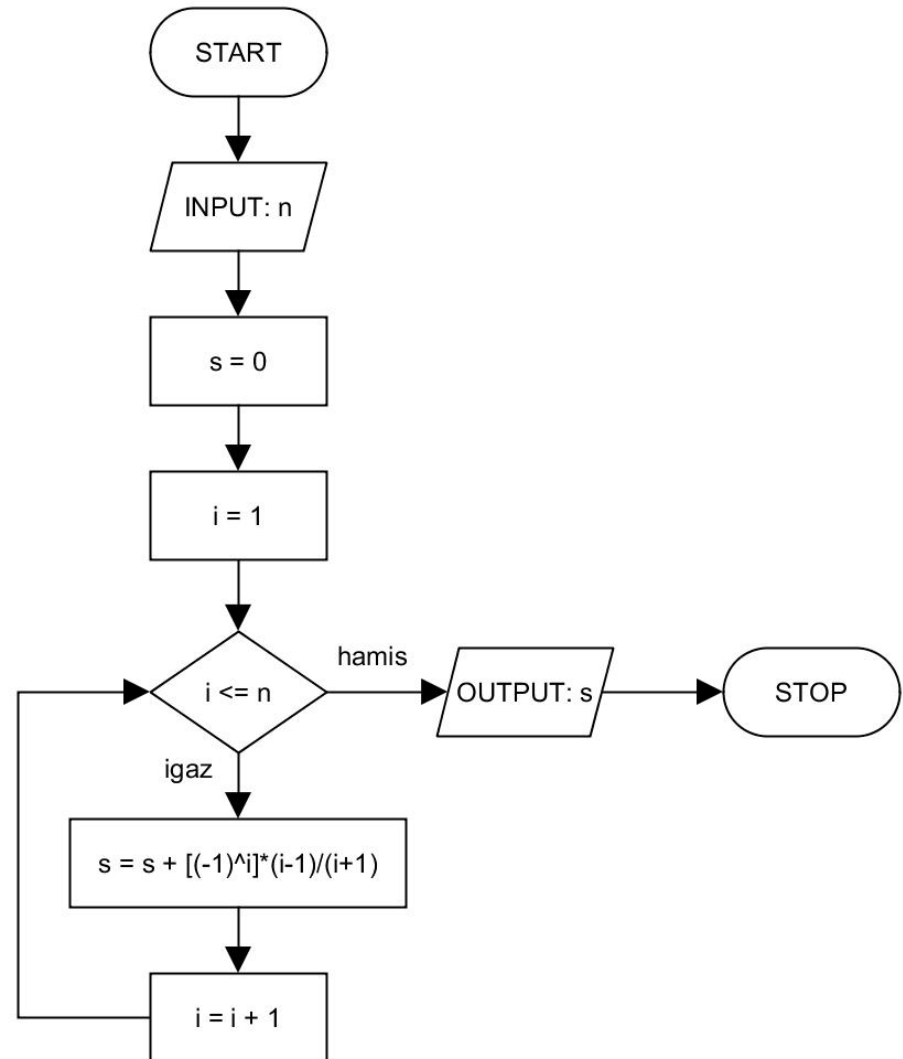 START
INPUT: n
s = 0
i = 1
i <= n
hamis
OUTPUT: s
STOP
igaz
s = s + [(-1)^i]*(i-1)/(i+1)
i = i + 1